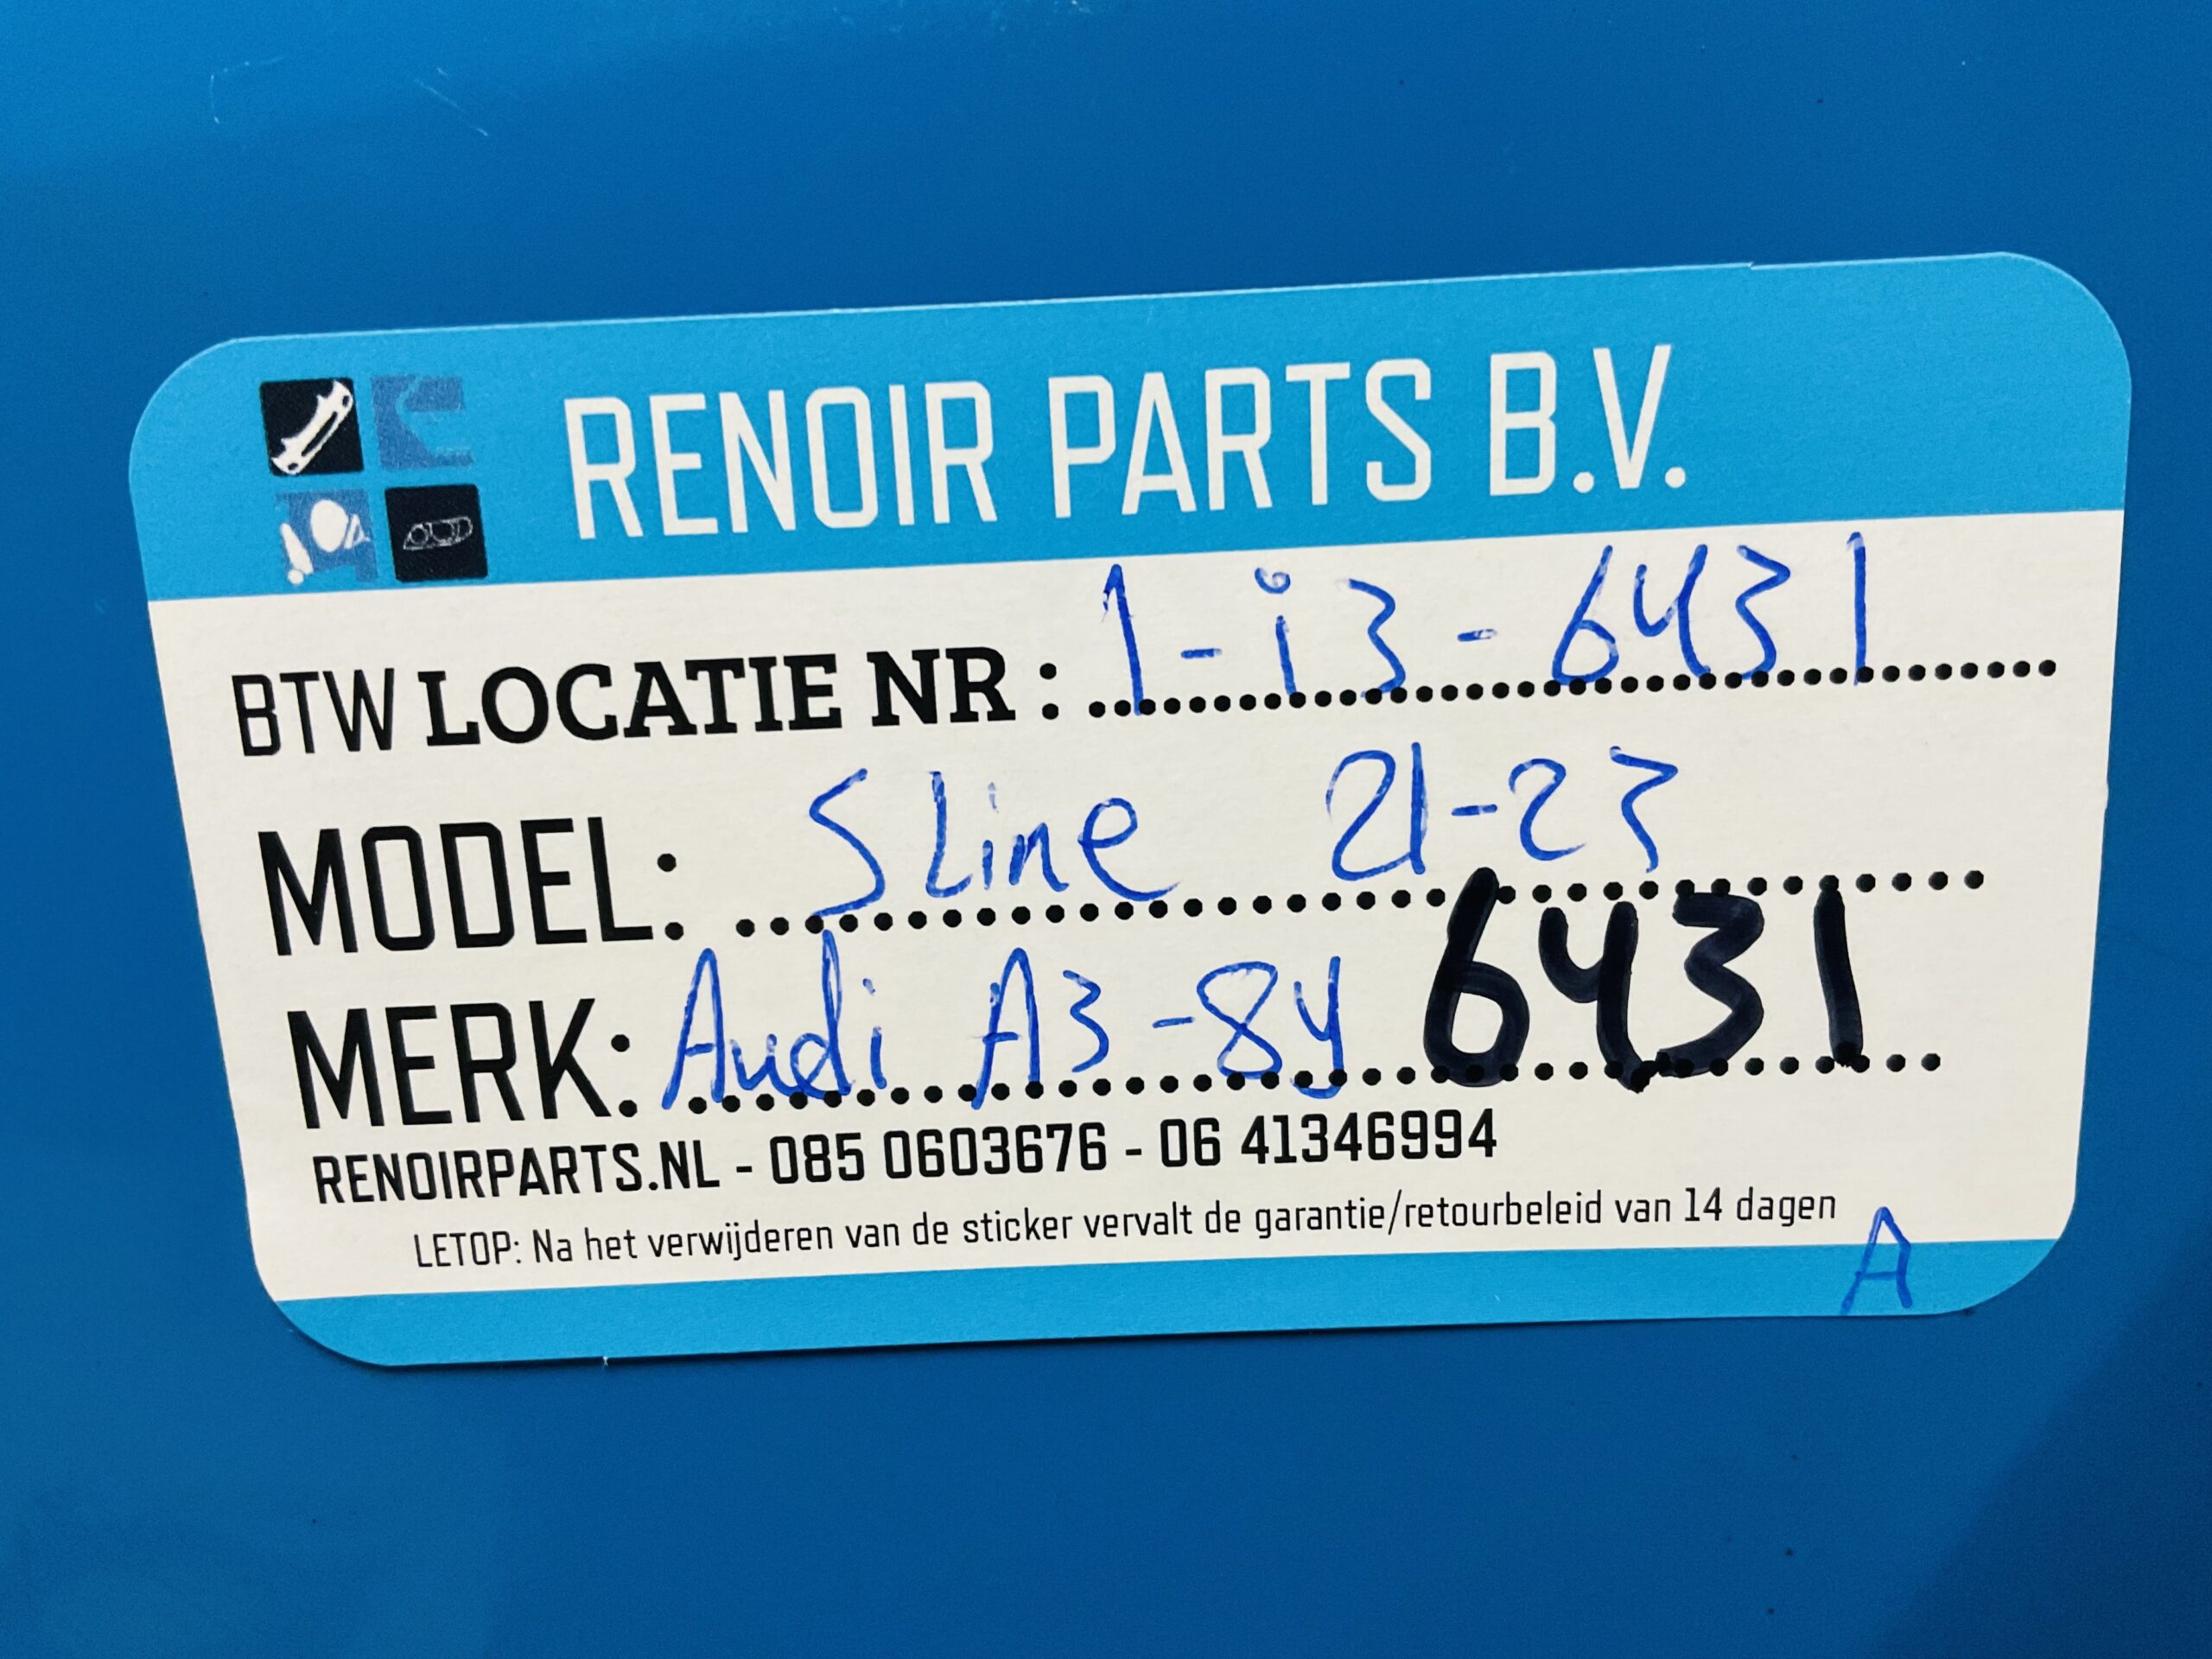 RENOIR PARTS B.V.
BTW LOCATIE NR : 1-i3-6431
MODEL: Sline 21-23
MERK: Audi A3-8y 6431
RENOIRPARTS.NL - 085 0603676 - 06 41346994
LETOP: Na het verwijderen van de sticker vervalt de garantie/retourbeleid van 14 dagen
A